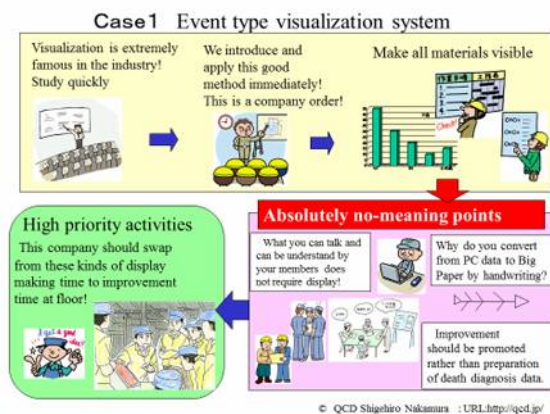 Case1 Event type visualization system
Visualization is extremely
famous in the industry!
Study quickly
We introduce and
apply this good
method immediately!
This is a company order!
Make all materials visible
Check!
Absolutely no-meaning points
What you can talk and
can be understand by
your members does
not require display!
Why do you convert
from PC data to Big
Paper by handwriting?
Improvement
should be promoted
rather than preparation
of death diagnosis data.
High priority activities
This company should swap
from these kinds of display
making time to improvement
time at floor!
I got a good
idea!
© QCD Shigehiro Nakamura : URL:http://qcd.jp/